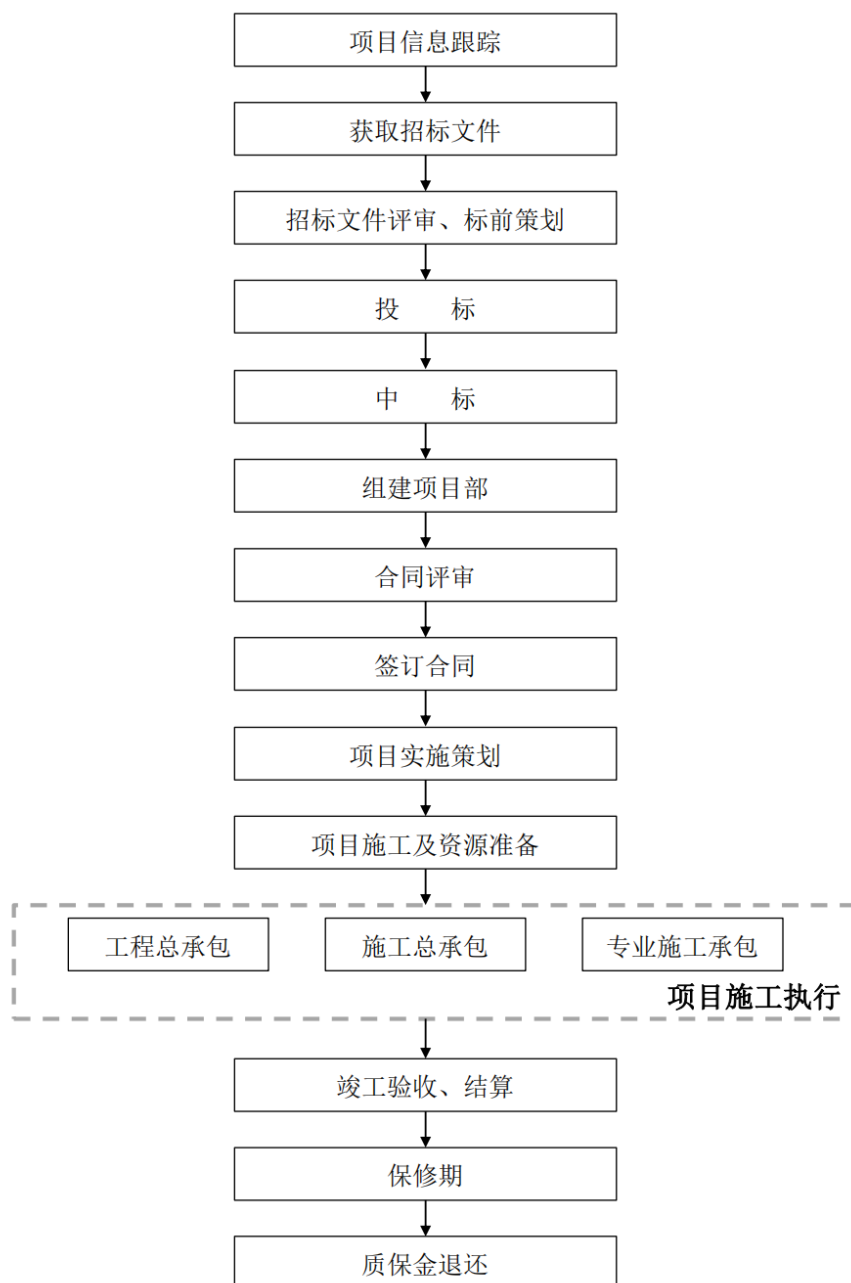 项目信息跟踪
获取招标文件
招标文件评审、标前策划
投 标
中 标
组建项目部
合同评审
签订合同
项目实施策划
项目施工及资源准备
工程总承包 施工总承包 专业施工承包
项目施工执行
竣工验收、结算
保修期
质保金退还